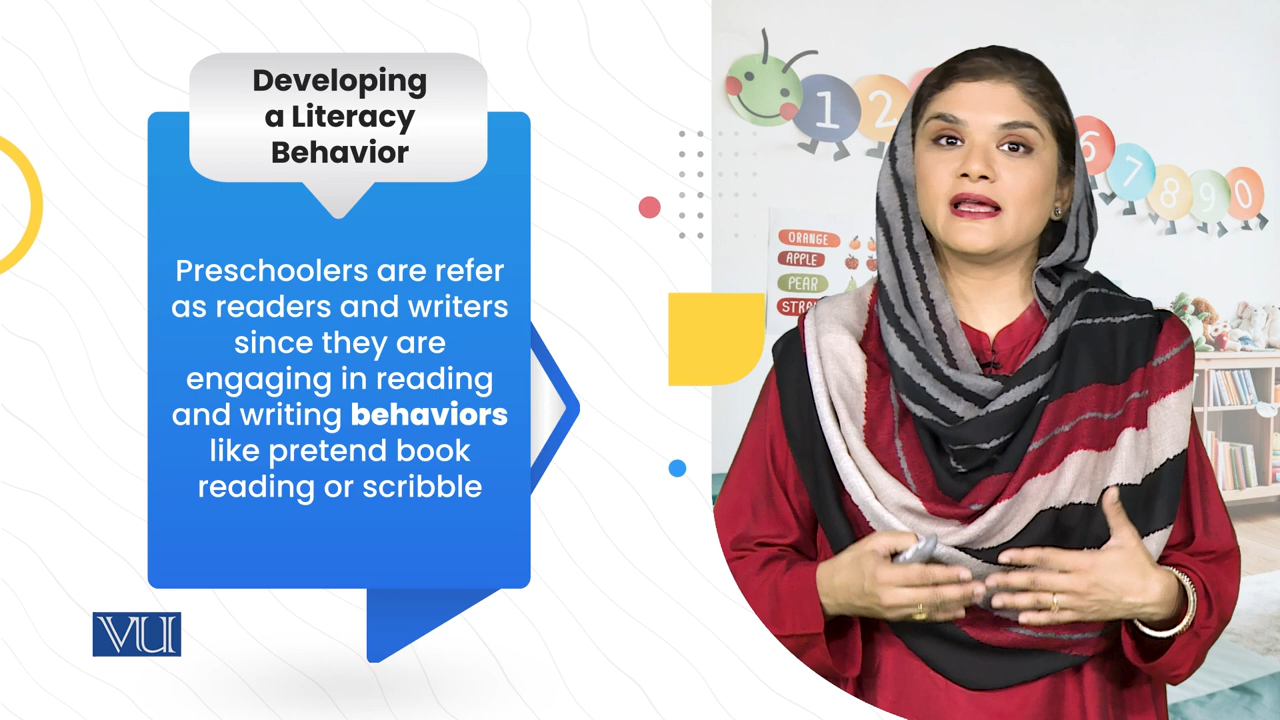 Developing
a Literacy
Behavior
Preschoolers are refer
as readers and writers
since they are
engaging in reading
and writing behaviors
like pretend book
reading or scribble
VU
1 2
6 7 8 9 0
ORANGE
APPLE
PEAR